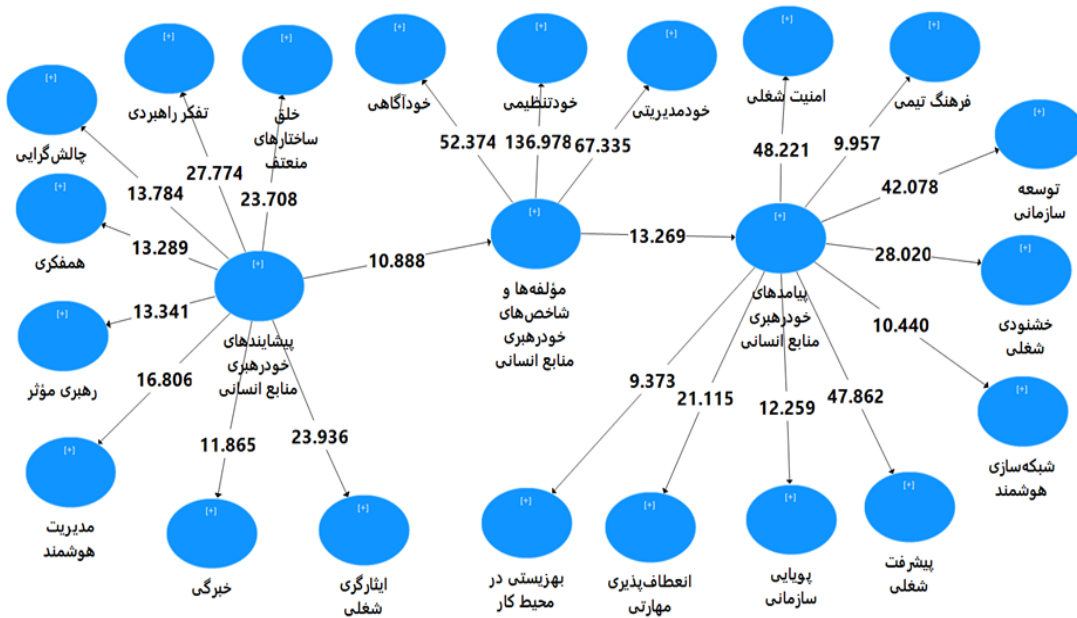 [+]
خودآگاهی
[+]
خودتنظیمی
[+]
خودمدیریتی
[+]
امنیت شغلی
[+]
فرهنگ تیمی
[+]
تفکر راهبردی
[+]
خلق
ساختارهای
منعتف
[+]
چالش‌گرایی
[+]
توسعه
سازمانی
52.374
136.978
67.335
48.221
9.957
42.078
27.774
23.708
13.784
[+]
همفکری
13.289
[+]
پیشایندهای
خودرهبری
منابع انسانی
10.888
[+]
مؤلفه‌ها و
شاخص‌های
خودرهبری
منابع انسانی
13.269
[+]
پیامدهای
خودرهبری
منابع انسانی
28.020
[+]
خشنودی
شغلی
13.341
[+]
رهبری مؤثر
10.440
[+]
شبکه‌سازی
هوشمند
16.806
11.865
23.936
9.373
21.115
12.259
47.862
[+]
مدیریت
هوشمند
[+]
خبرگی
[+]
ایثارگری
شغلی
[+]
بهزیستی در
محیط کار
[+]
انعطاف‌پذیری
مهارتی
[+]
پویایی
سازمانی
[+]
پیشرفت
شغلی